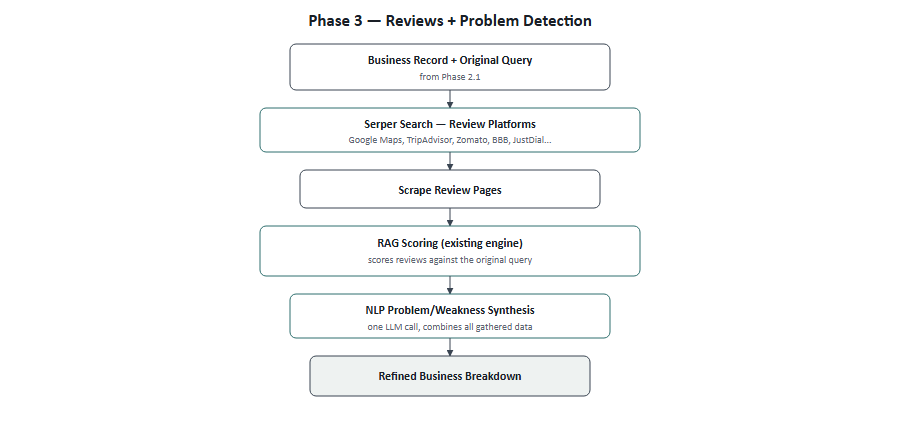 Phase 3 — Reviews + Problem Detection
Business Record + Original Query
from Phase 2.1
Serper Search — Review Platforms
Google Maps, TripAdvisor, Zomato, BBB, JustDial...
Scrape Review Pages
RAG Scoring (existing engine)
scores reviews against the original query
NLP Problem/Weakness Synthesis
one LLM call, combines all gathered data
Refined Business Breakdown